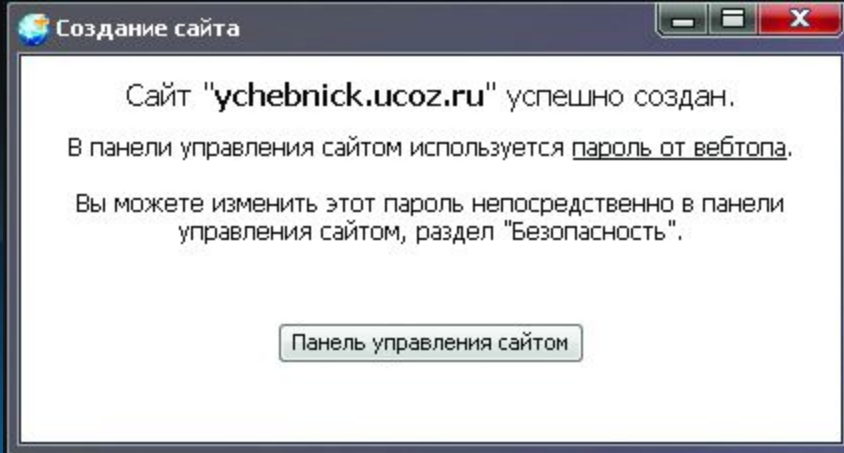 Создание сайта
Сайт "ychebnick.ucoz.ru" успешно создан.
В панели управления сайтом используется пароль от вебтопа.
Вы можете изменить этот пароль непосредственно в панели
управления сайтом, раздел "Безопасность".
Панель управления сайтом